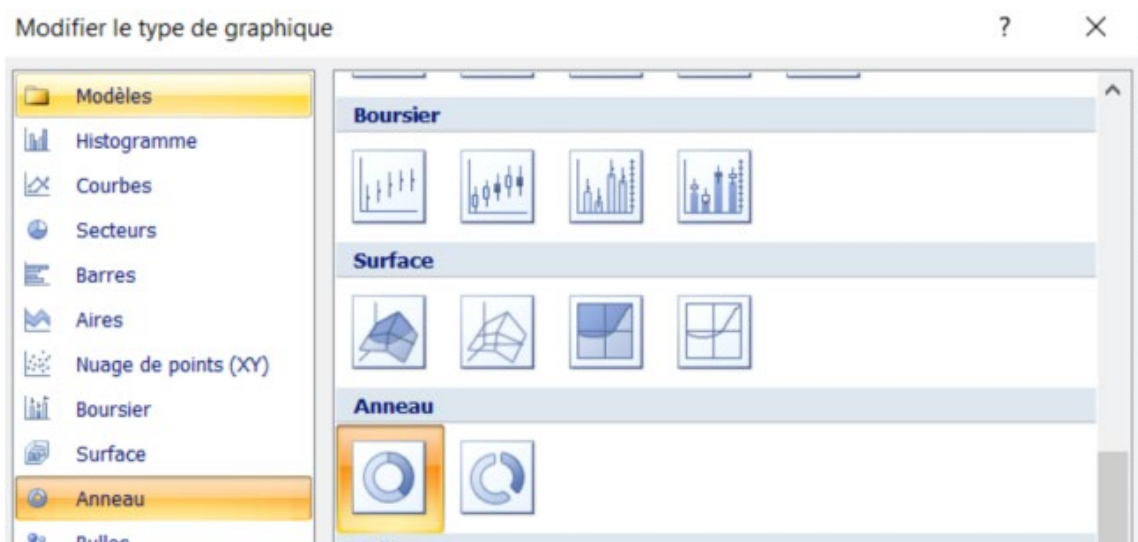 Modifier le type de graphique ?
Modèles
Histogramme
Courbes
Secteurs
Barres
Aires
Nuage de points (XY)
Boursier
Surface
Anneau
Bulles
Boursier
Surface
Anneau